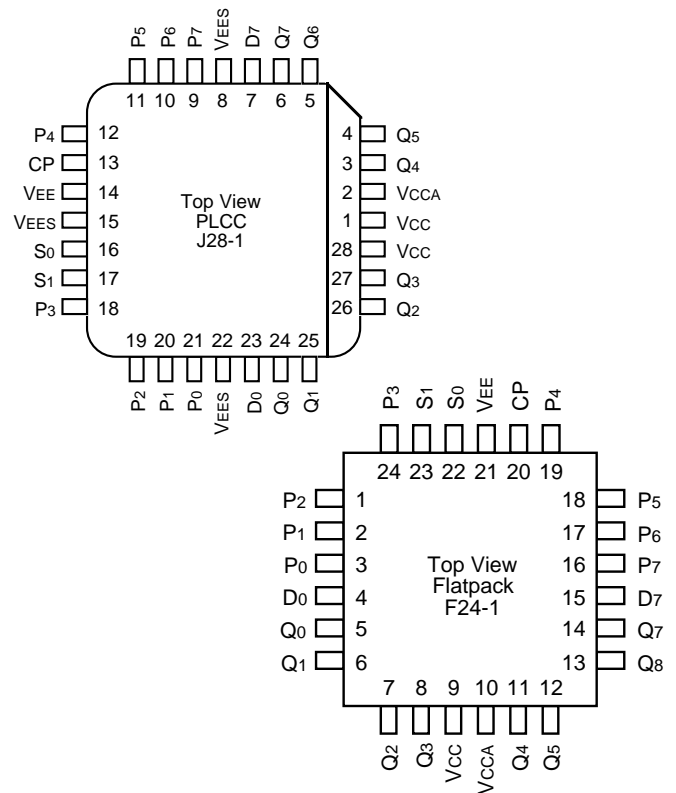 P5 P6 P7 VEES D7 Q7 Q6
11 10 9 8 7 6 5
P4 12
CP 13
VEE 14
VEES 15
S0 16
S1 17
P3 18
Top View
PLCC
J28-1
4 Q5
3 Q4
2 VCCA
1 VCC
28 VCC
27 Q3
26 Q2
19 20 21 22 23 24 25
P2 P1 P0 VEES D0 Q0 Q1
P3 S1 S0 VEE CP P4
24 23 22 21 20 19
P2 1
P1 2
P0 3
D0 4
Q0 5
Q1 6
Top View
Flatpack
F24-1
18 P5
17 P6
16 P7
15 D7
14 Q7
13 Q8
7 8 9 10 11 12
Q2 Q3 VCC VCCA Q4 Q5